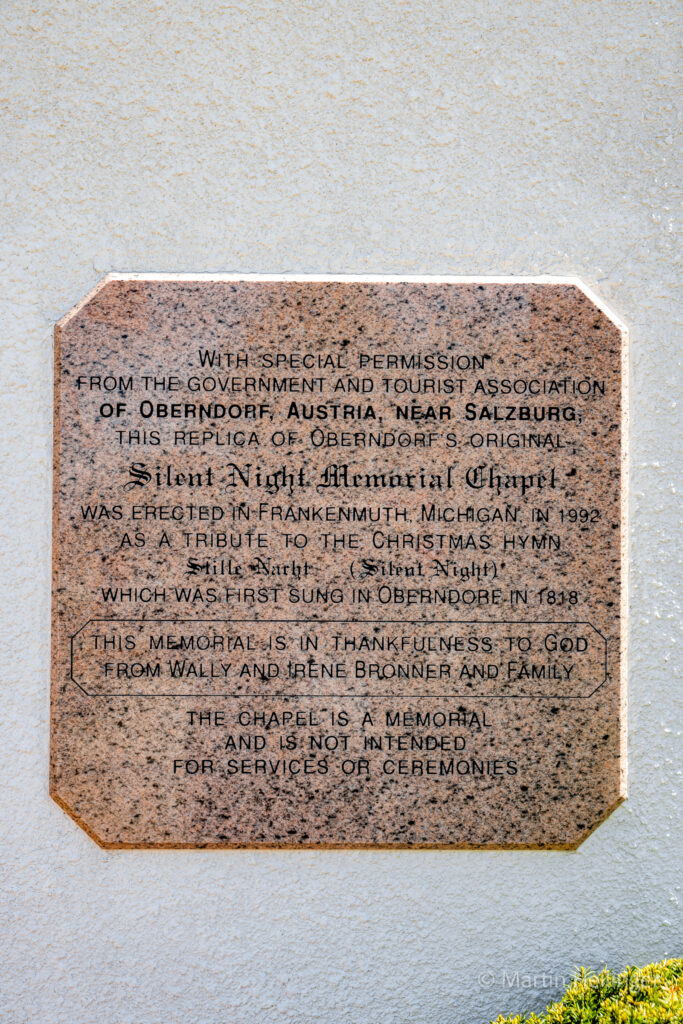 With special permission
from the government and tourist association
of Oberndorf, Austria, near Salzburg,
this replica of Oberndorf's original
Silent Night Memorial Chapel
was erected in Frankenmuth, Michigan, in 1992
as a tribute to the Christmas hymn
Stille Nacht (Silent Night)
which was first sung in Oberndorf in 1818
This memorial is in thankfulness to God
from Wally and Irene Bronner and Family
The chapel is a memorial
and is not intended
for services or ceremonies
© Martin